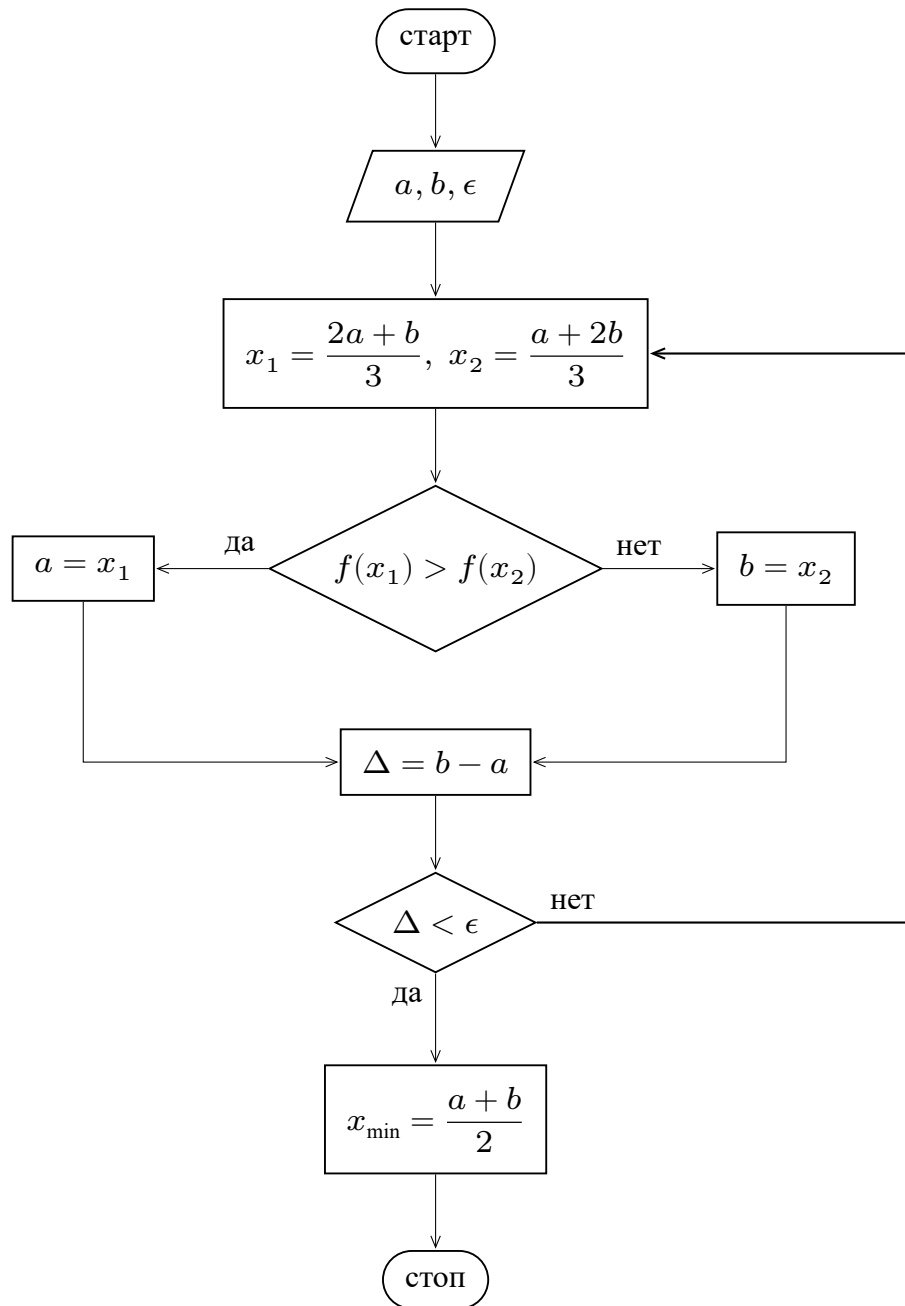 старт
a, b, ϵ
x₁ = (2a + b)/3, x₂ = (a + 2b)/3
да
нет
a = x₁
f(x₁) > f(x₂)
b = x₂
Δ = b − a
нет
Δ < ϵ
да
x_min = (a + b)/2
стоп